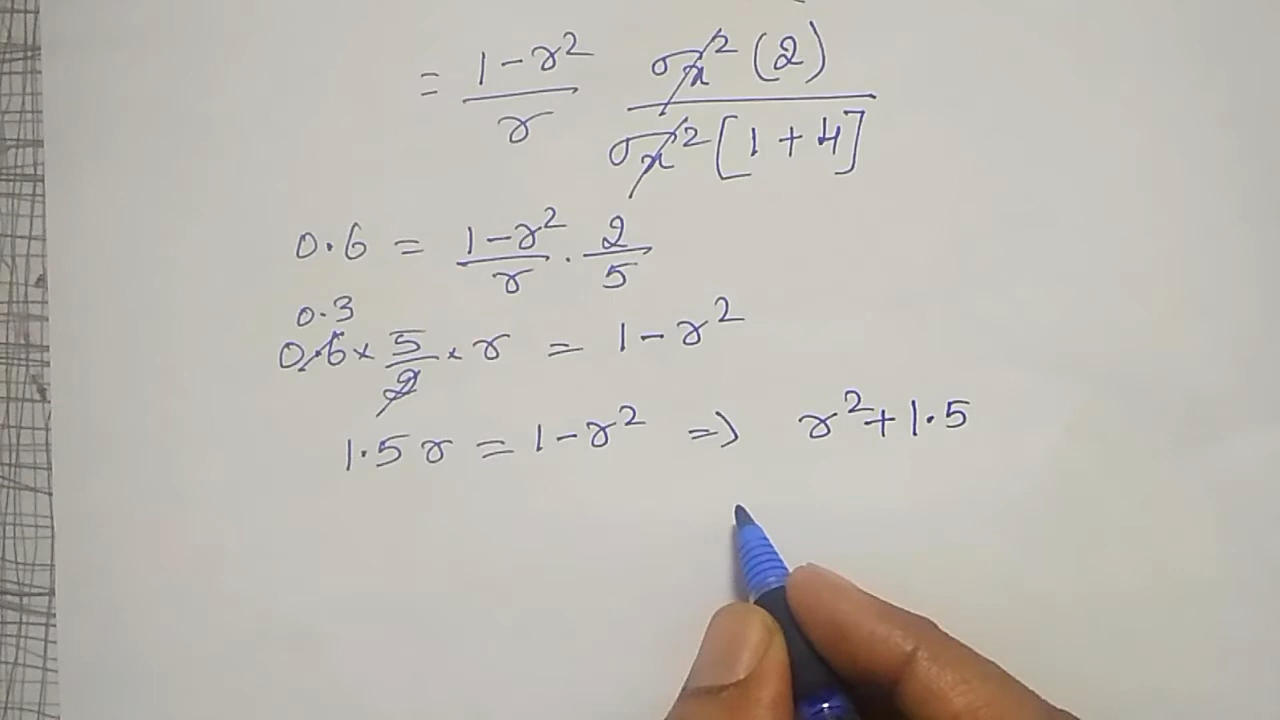 = 1-r² / r σx² (2) / σx² [1+4]
0.6 = 1-r² / r . 2 / 5
0.3
0.6 × 5 / 2 × r = 1-r²
1.5 r = 1-r² ⇒ r² + 1.5